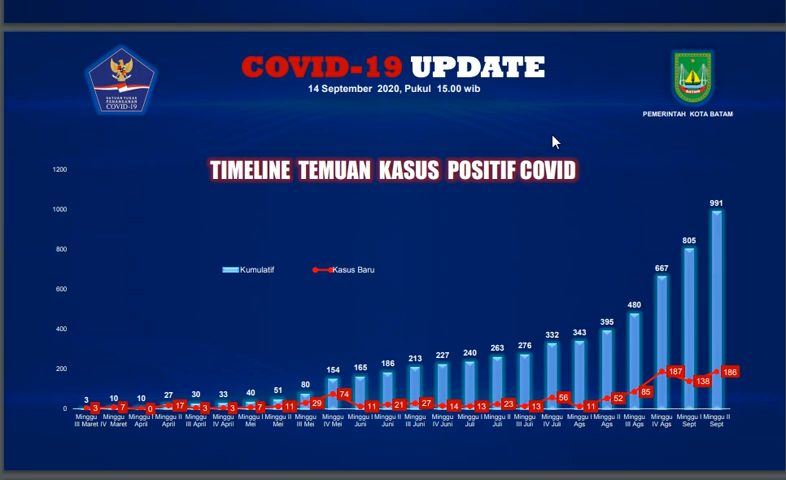 COVID-19 UPDATE
14 September 2020, Pukul 15.00 wib
SATUAN TUGAS
PENANGANAN
COVID-19
BATAM
PEMERINTAH KOTA BATAM
TIMELINE TEMUAN KASUS POSITIF COVID
1200
1000
800
600
400
200
0
Kumulatif
Kasus Baru
3 10 10 27 30 33 40 51 80 154 165 186 213 227 240 263 276 332 343 395 480 667 805 991
3 7 0 17 3 3 7 11 29 74 11 21 27 14 13 23 13 56 11 52 85 187 138 186
Minggu III Maret
Minggu IV Maret
Minggu I April
Minggu II April
Minggu III April
Minggu IV April
Minggu I Mei
Minggu II Mei
Minggu III Mei
Minggu IV Mei
Minggu I Juni
Minggu II Juni
Minggu III Juni
Minggu IV Juni
Minggu I Juli
Minggu II Juli
Minggu III Juli
Minggu IV Juli
Minggu I Ags
Minggu II Ags
Minggu III Ags
Minggu IV Ags
Minggu I Sept
Minggu II Sept